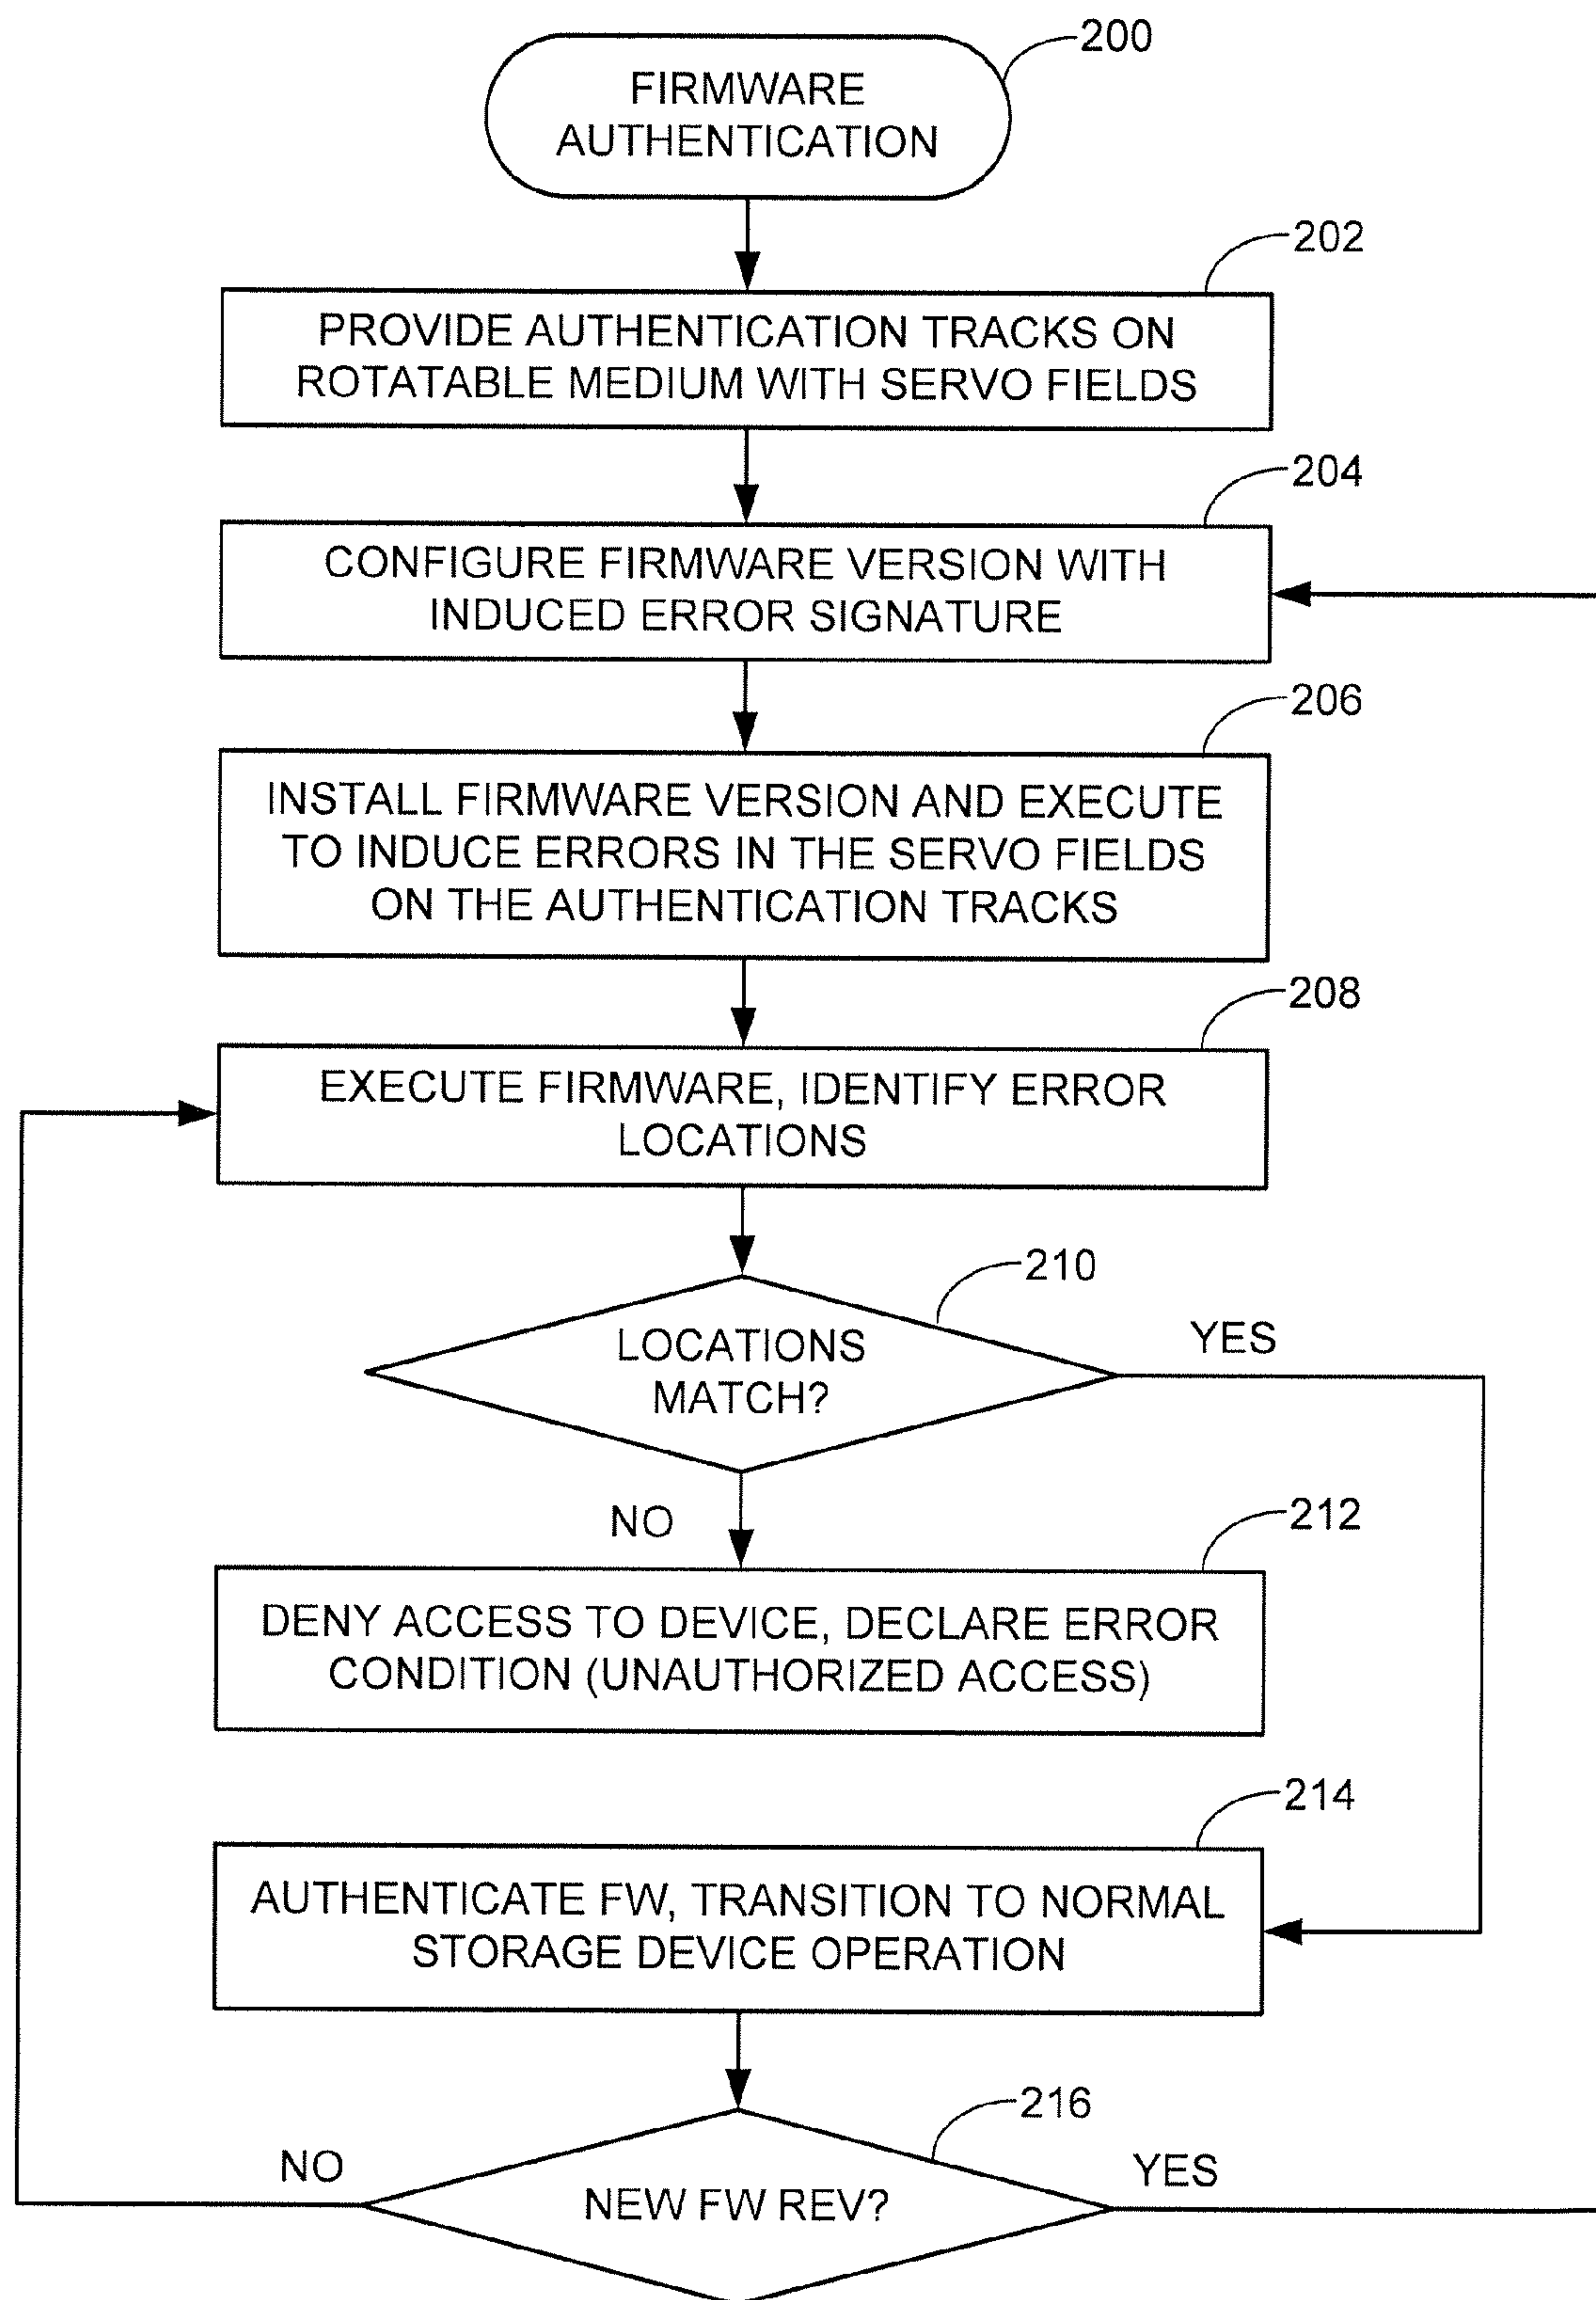 200
FIRMWARE
AUTHENTICATION
202
PROVIDE AUTHENTICATION TRACKS ON
ROTATABLE MEDIUM WITH SERVO FIELDS
204
CONFIGURE FIRMWARE VERSION WITH
INDUCED ERROR SIGNATURE
206
INSTALL FIRMWARE VERSION AND EXECUTE
TO INDUCE ERRORS IN THE SERVO FIELDS
ON THE AUTHENTICATION TRACKS
208
EXECUTE FIRMWARE, IDENTIFY ERROR
LOCATIONS
210
LOCATIONS
MATCH?
YES
NO
212
DENY ACCESS TO DEVICE, DECLARE ERROR
CONDITION (UNAUTHORIZED ACCESS)
214
AUTHENTICATE FW, TRANSITION TO NORMAL
STORAGE DEVICE OPERATION
216
NO
NEW FW REV?
YES